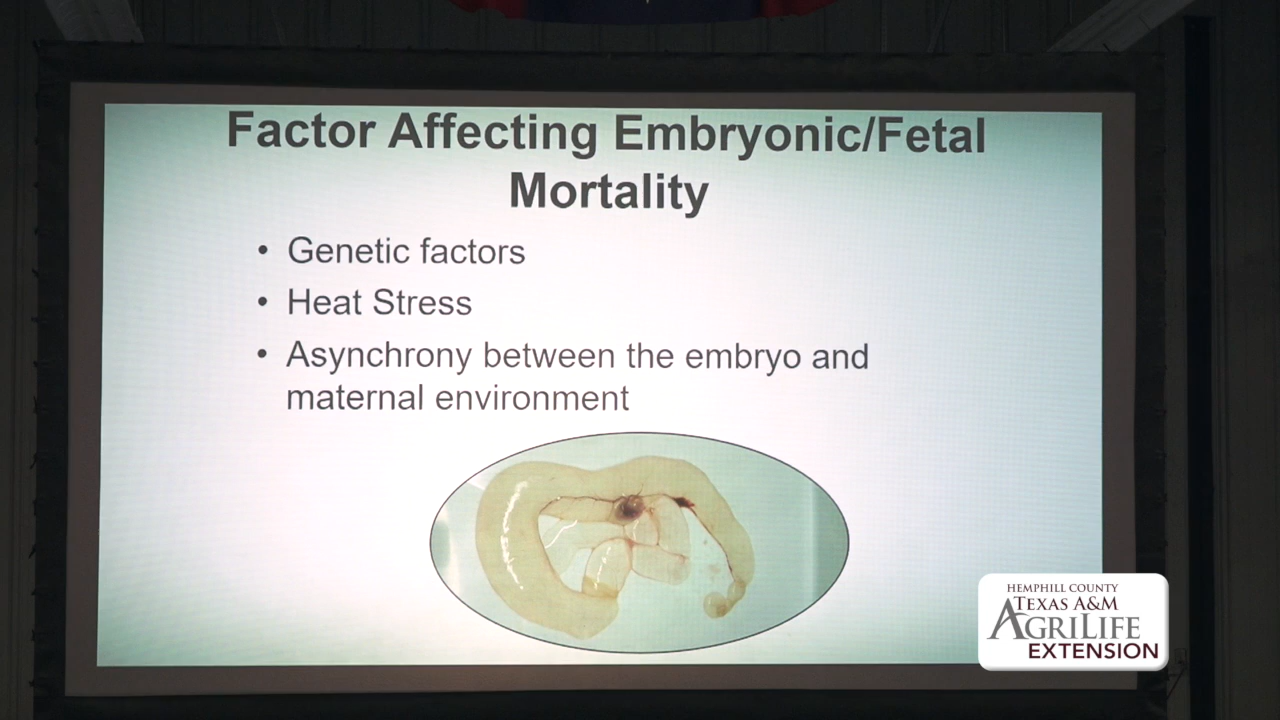 Factor Affecting Embryonic/Fetal
Mortality
• Genetic factors
• Heat Stress
• Asynchrony between the embryo and
maternal environment
HEMPHILL COUNTY
TEXAS A&M
AGRILIFE
EXTENSION